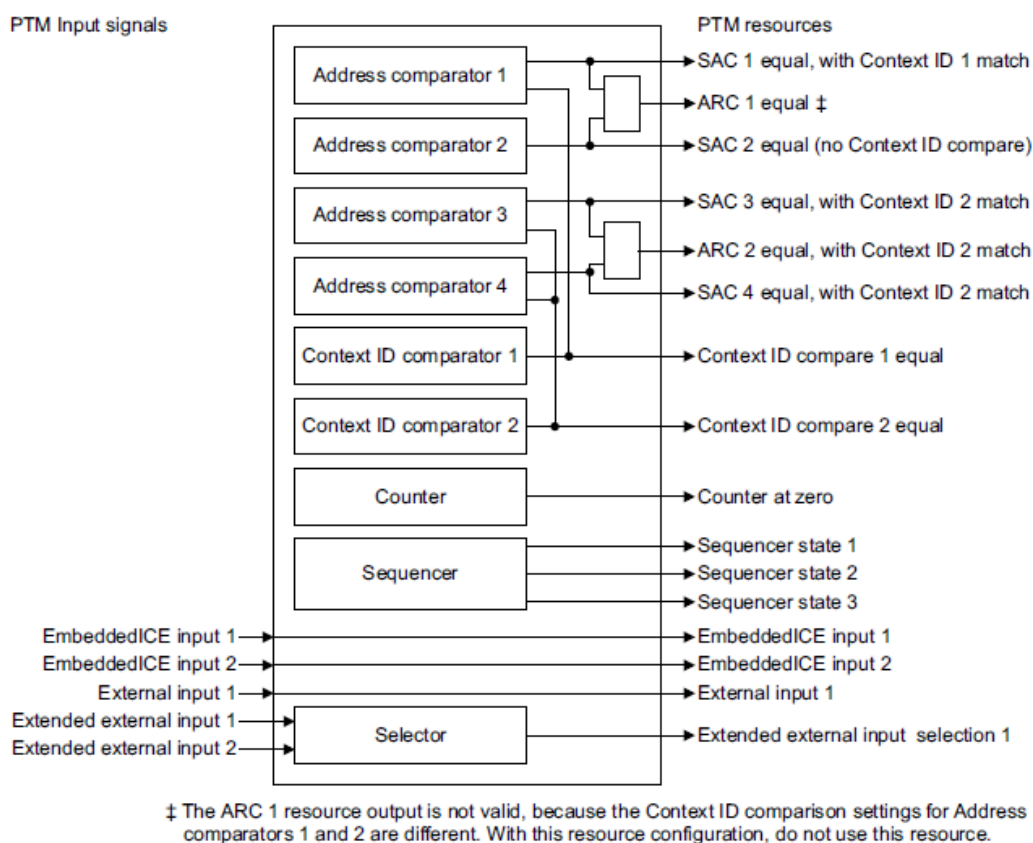 PTM Input signals
PTM resources
Address comparator 1
SAC 1 equal, with Context ID 1 match
ARC 1 equal ‡
Address comparator 2
SAC 2 equal (no Context ID compare)
Address comparator 3
SAC 3 equal, with Context ID 2 match
ARC 2 equal, with Context ID 2 match
Address comparator 4
SAC 4 equal, with Context ID 2 match
Context ID comparator 1
Context ID compare 1 equal
Context ID comparator 2
Context ID compare 2 equal
Counter
Counter at zero
Sequencer
Sequencer state 1
Sequencer state 2
Sequencer state 3
EmbeddedICE input 1
EmbeddedICE input 1
EmbeddedICE input 2
EmbeddedICE input 2
External input 1
External input 1
Extended external input 1
Extended external input 2
Selector
Extended external input selection 1
‡ The ARC 1 resource output is not valid, because the Context ID comparison settings for Address
comparators 1 and 2 are different. With this resource configuration, do not use this resource.